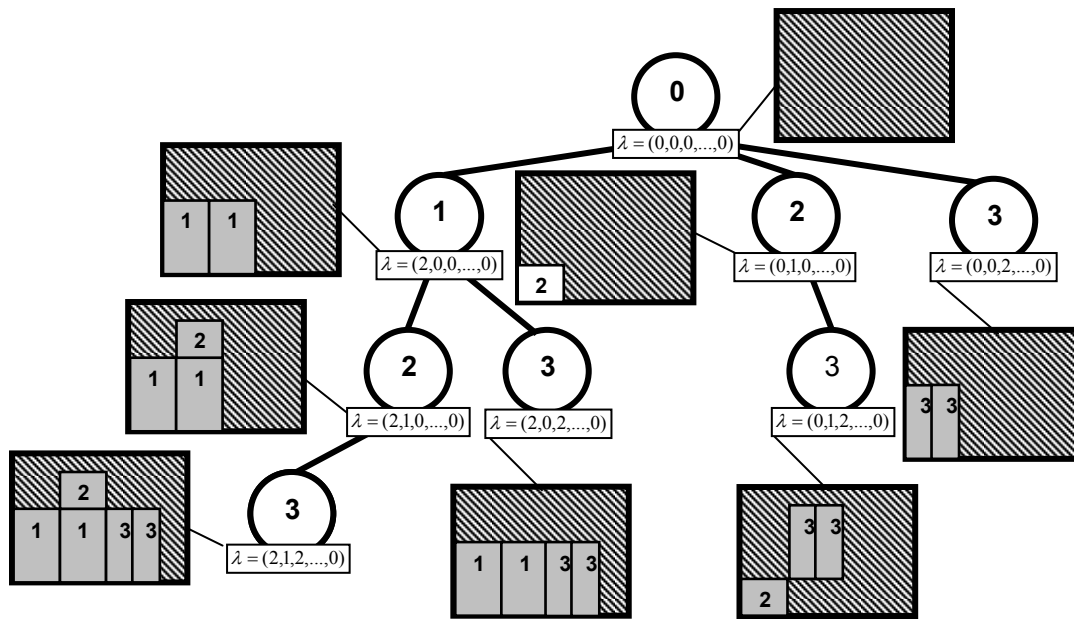 0
λ = (0,0,0,...,0)
1
2
3
1 1
λ = (2,0,0,...,0)
2
λ = (0,1,0,...,0)
λ = (0,0,2,...,0)
2
1 1
2
3
3
3 3
λ = (2,1,0,...,0)
λ = (2,0,2,...,0)
λ = (0,1,2,...,0)
2
1 1 3 3
3
λ = (2,1,2,...,0)
1 1 3 3
3 3
2